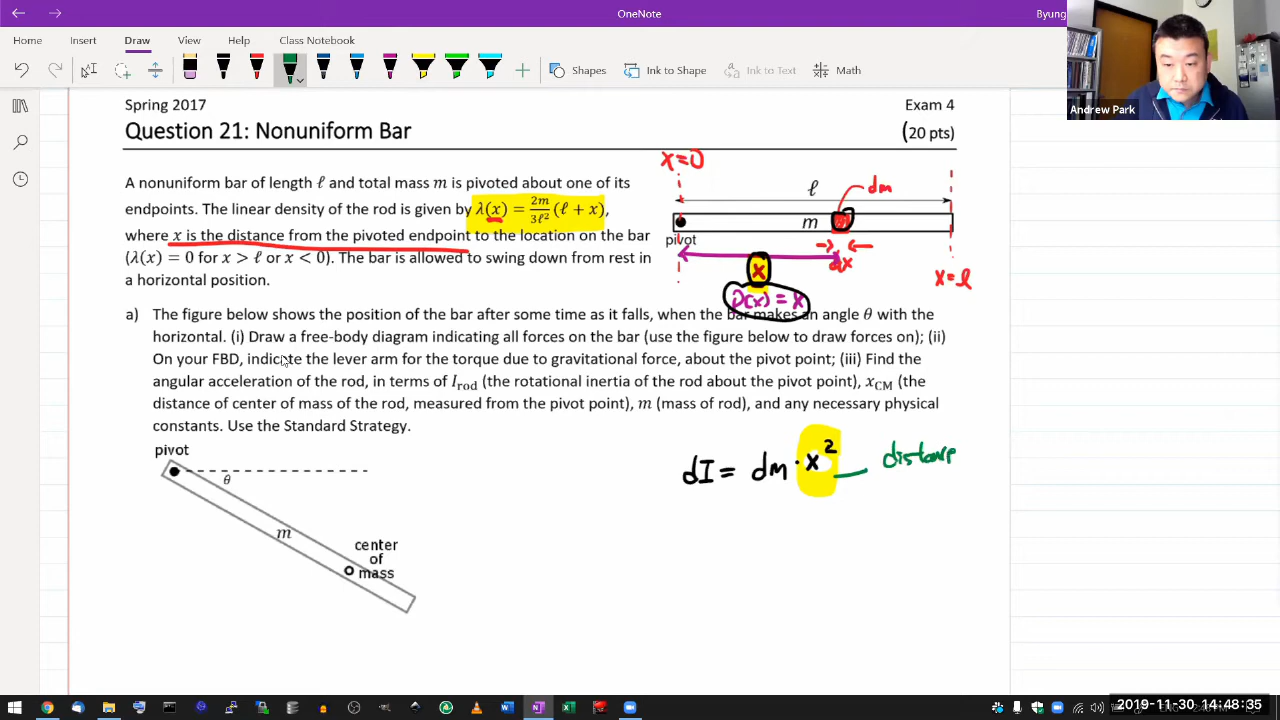 OneNote
Byung
Home Insert Draw View Help Class Notebook
Shapes Ink to Shape Ink to Text Math
Andrew Park
Spring 2017 Exam 4
Question 21: Nonuniform Bar (20 pts)
A nonuniform bar of length ℓ and total mass m is pivoted about one of its
endpoints. The linear density of the rod is given by λ(x) = 2m/3ℓ² (ℓ + x),
where x is the distance from the pivoted endpoint to the location on the bar
(λ(x) = 0 for x > ℓ or x < 0). The bar is allowed to swing down from rest in
a horizontal position.
x=0
ℓ
dm
m
pivot
dx
x
x=ℓ
r(x) = x
a) The figure below shows the position of the bar after some time as it falls, when the bar makes an angle θ with the
horizontal. (i) Draw a free-body diagram indicating all forces on the bar (use the figure below to draw forces on); (ii)
On your FBD, indicate the lever arm for the torque due to gravitational force, about the pivot point; (iii) Find the
angular acceleration of the rod, in terms of Irod (the rotational inertia of the rod about the pivot point), xCM (the
distance of center of mass of the rod, measured from the pivot point), m (mass of rod), and any necessary physical
constants. Use the Standard Strategy.
pivot
θ
m
center
of
mass
dI = dm · x²
2019-11-30 14:48:35